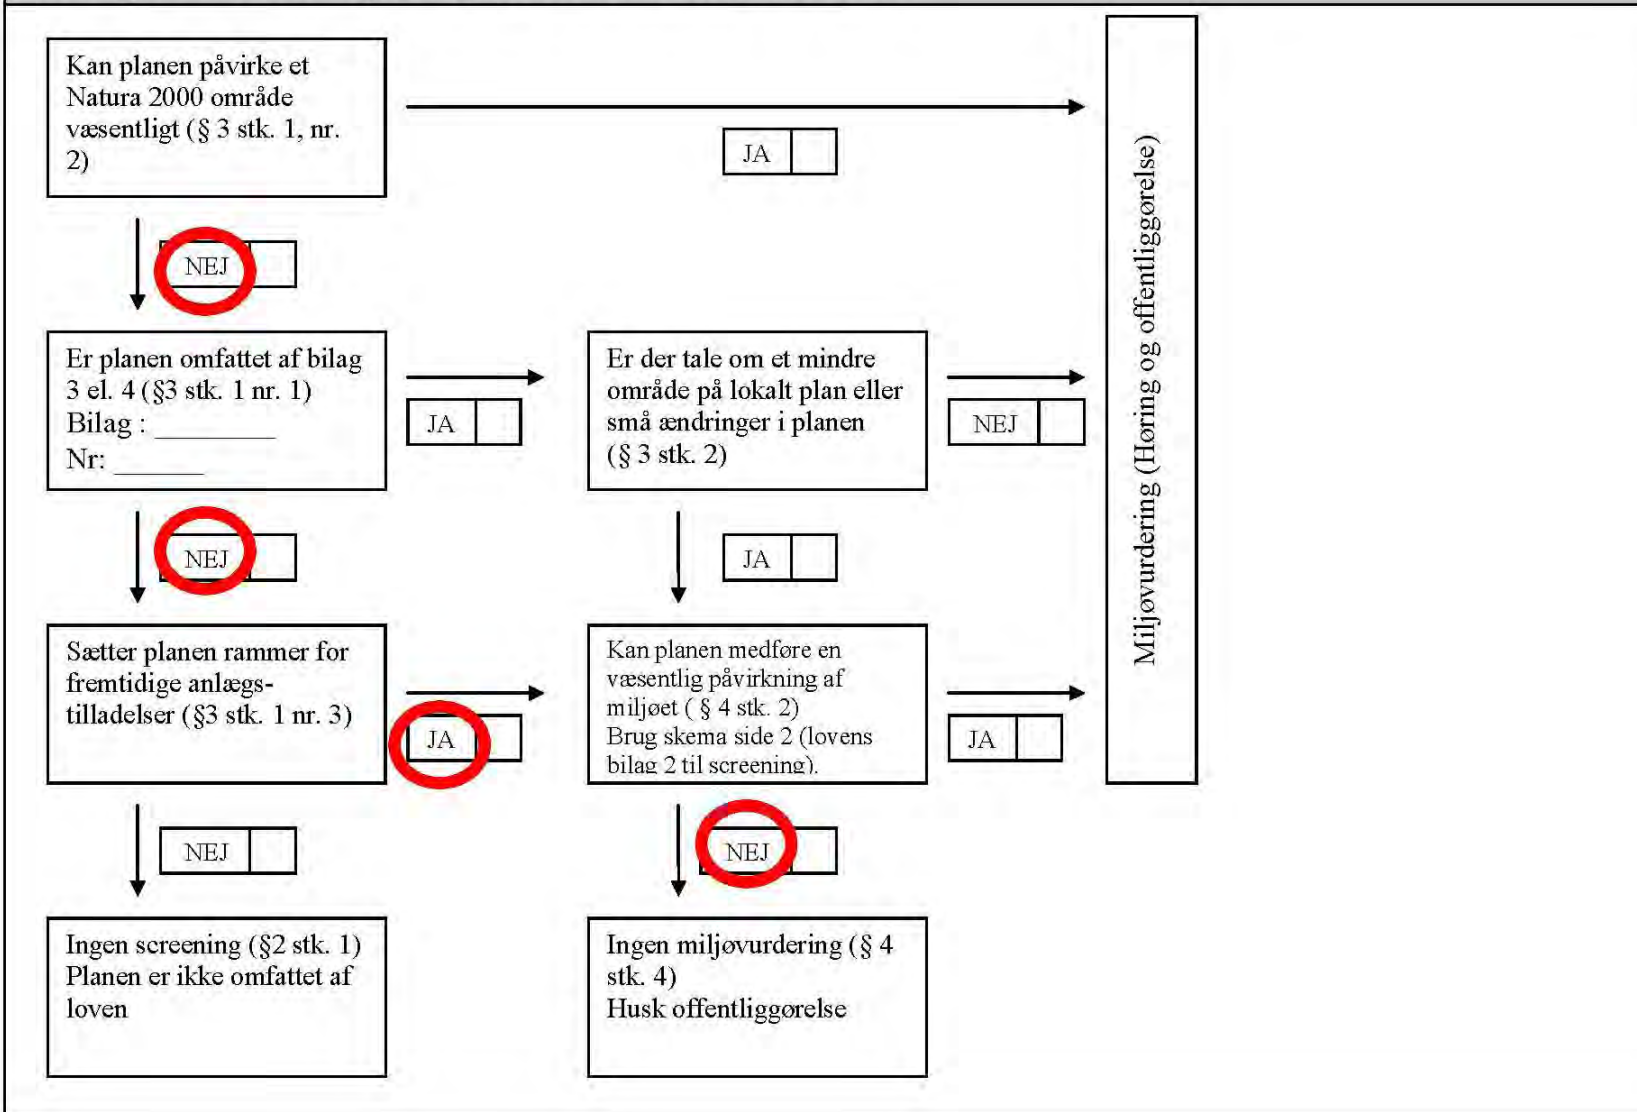 Kan planen påvirke et
Natura 2000 område
væsentligt (§ 3 stk. 1, nr.
2)
JA
NEJ
Er planen omfattet af bilag
3 el. 4 (§3 stk. 1 nr. 1)
Bilag : ________
Nr: ______
JA
Er der tale om et mindre
område på lokalt plan eller
små ændringer i planen
(§ 3 stk. 2)
NEJ
NEJ
JA
Sætter planen rammer for
fremtidige anlægs-
tilladelser (§3 stk. 1 nr. 3)
JA
Kan planen medføre en
væsentlig påvirkning af
miljøet ( § 4 stk. 2)
Brug skema side 2 (lovens
bilag 2 til screening).
JA
NEJ
NEJ
Ingen screening (§2 stk. 1)
Planen er ikke omfattet af
loven
Ingen miljøvurdering (§ 4
stk. 4)
Husk offentliggørelse
Miljøvurdering (Høring og offentliggørelse)